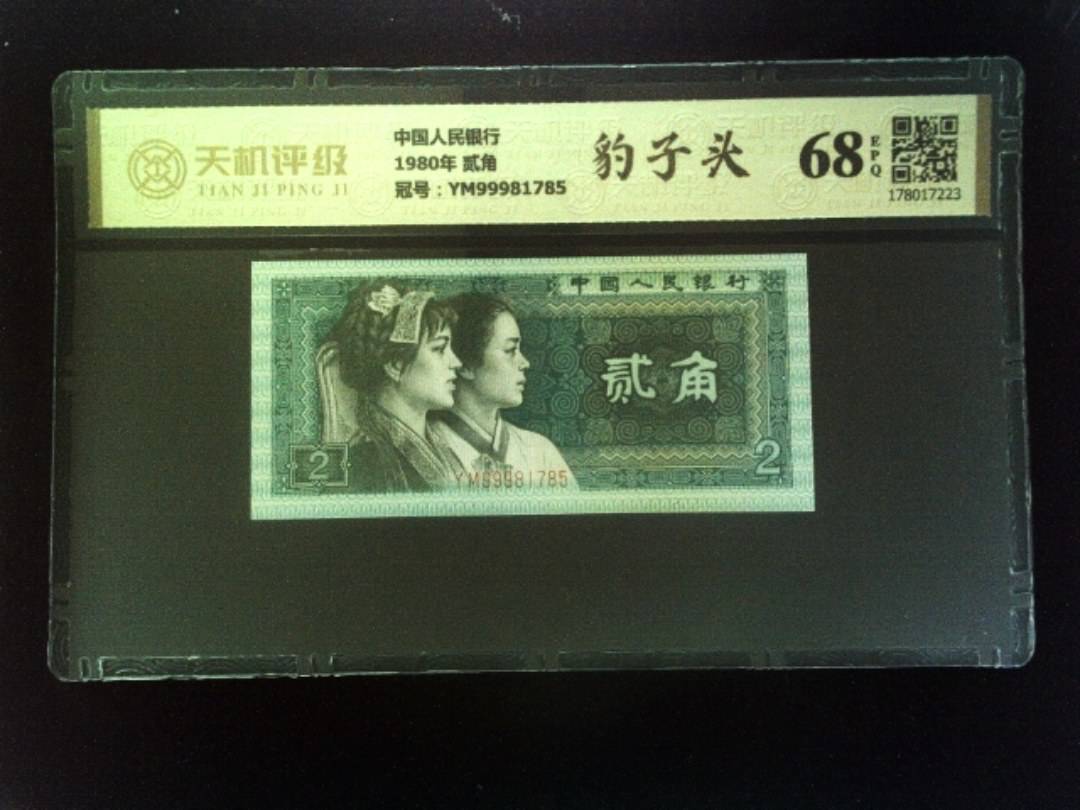 天机评级
TIAN JI PING JI
中国人民银行
1980年 贰角
冠号：YM99981785
豹子头
68
EPQ
178017223
中國人民银行
贰角
2
2
YM99981785